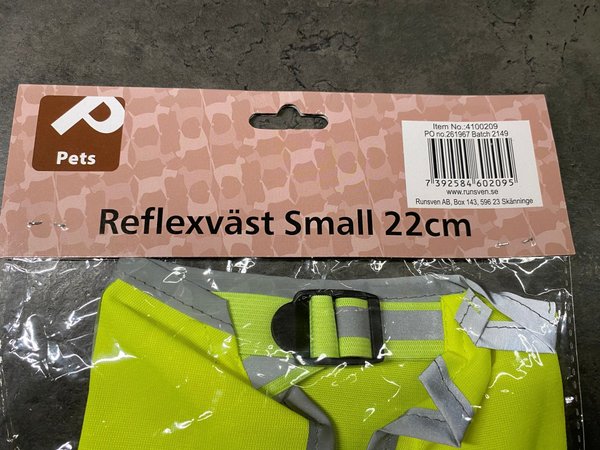 P
Pets
Item No.:4100209
PO no.261967 Batch 2149
7 392584 602095
www.runsven.se
Runsven AB, Box 143, 596 23 Skänninge
Reflexväst Small 22cm